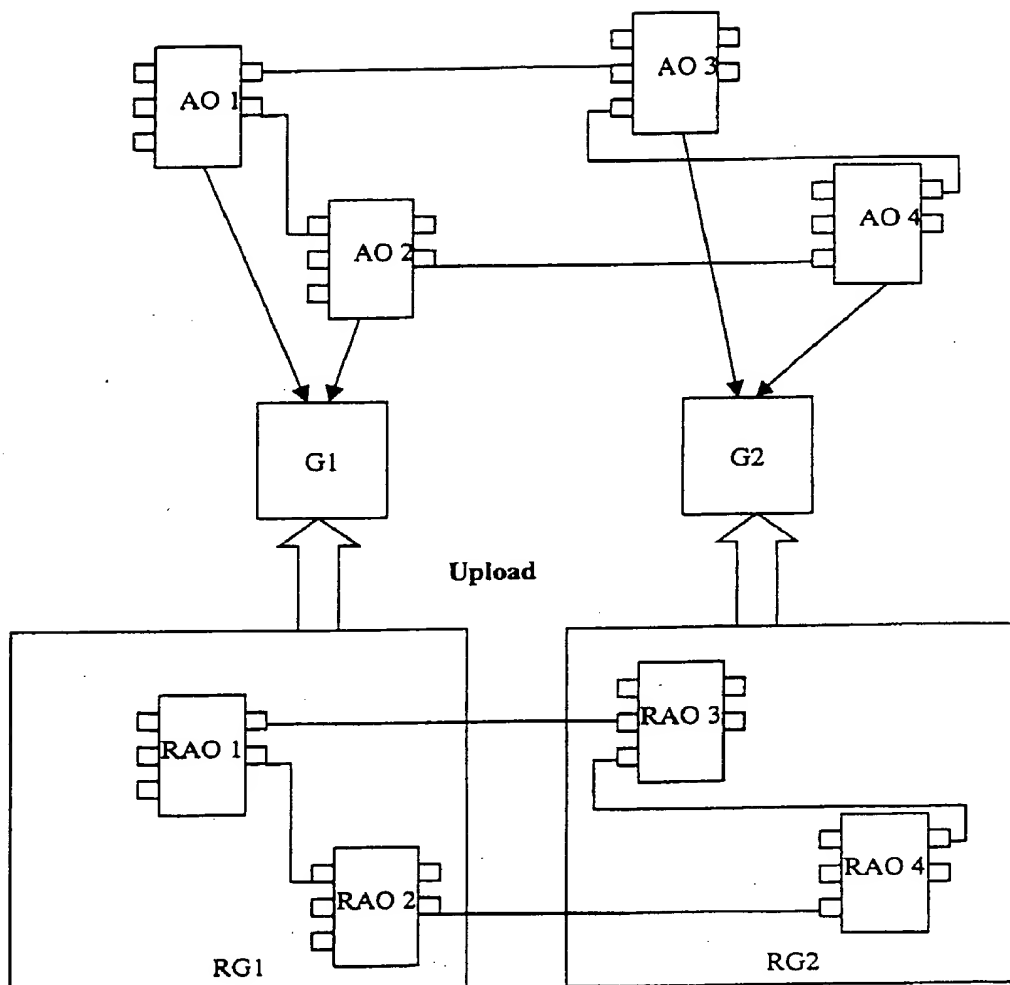 AO 1
AO 3
AO 2
AO 4
G1
G2
Upload
RAO 1
RAO 3
RAO 2
RAO 4
RG1
RG2